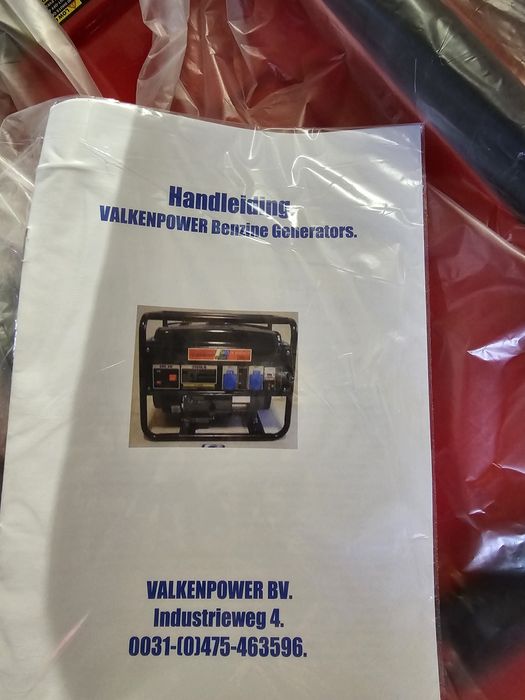 Handleiding
VALKENPOWER Benzine Generators.
VALKENPOWER BV.
Industrieweg 4.
0031-(0)475-463596.